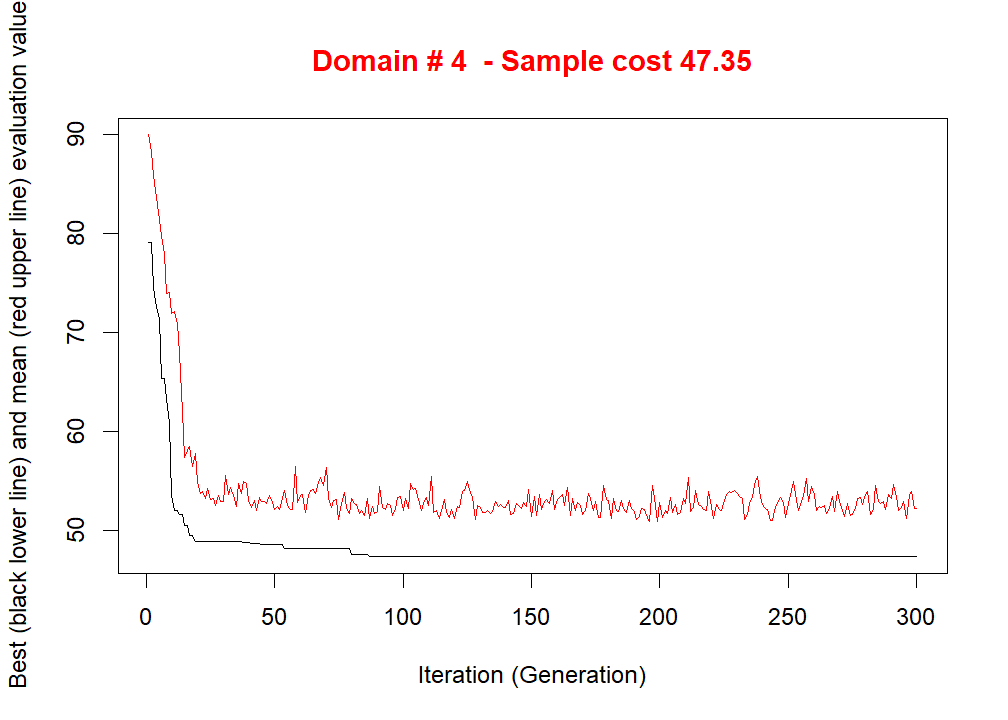 Domain # 4  - Sample cost 47.35
Best (black lower line) and mean (red upper line) evaluation value
90
80
70
60
50
0 50 100 150 200 250 300
Iteration (Generation)